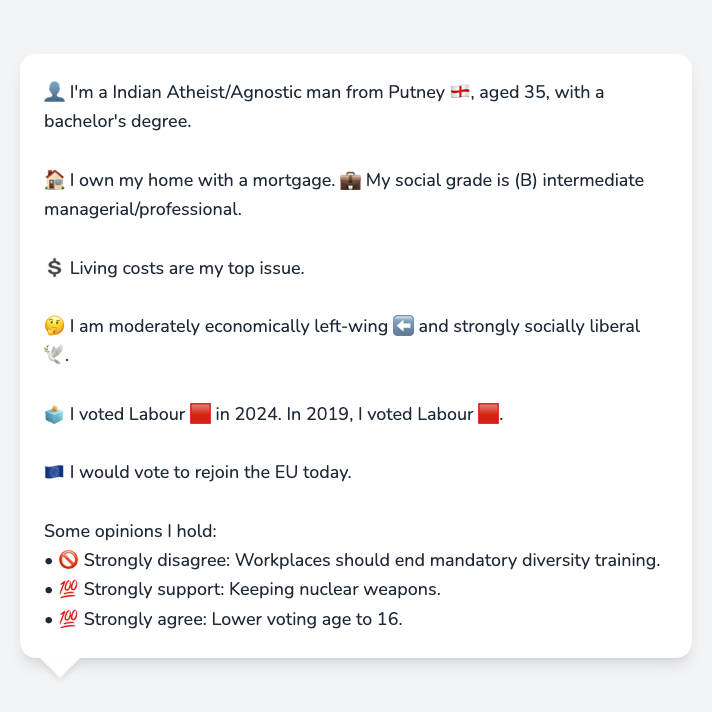 👤 I'm a Indian Atheist/Agnostic man from Putney 🏴󠁧󠁢󠁥󠁮󠁧󠁿, aged 35, with a
bachelor's degree.
🏠 I own my home with a mortgage. 💼 My social grade is (B) intermediate
managerial/professional.
💲 Living costs are my top issue.
🤔 I am moderately economically left-wing ⬅️ and strongly socially liberal
🕊️.
🗳️ I voted Labour 🟥 in 2024. In 2019, I voted Labour 🟥.
🇪🇺 I would vote to rejoin the EU today.
Some opinions I hold:
• 🚫 Strongly disagree: Workplaces should end mandatory diversity training.
• 💯 Strongly support: Keeping nuclear weapons.
• 💯 Strongly agree: Lower voting age to 16.